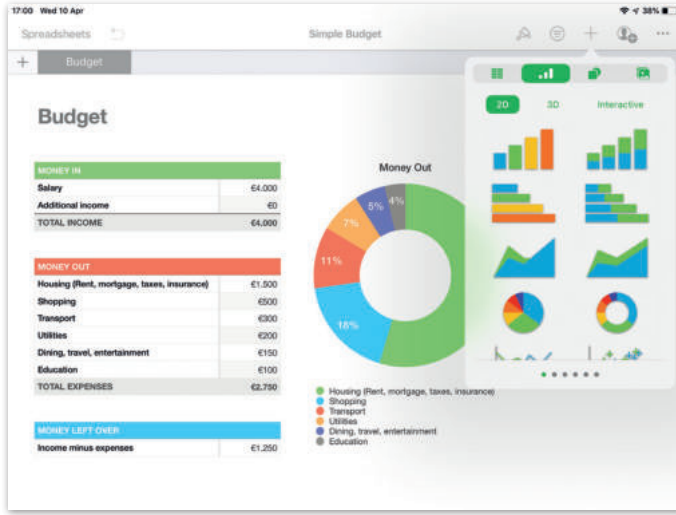 17:00 Wed 10 Apr
38%
Spreadsheets
Simple Budget
Budget
2D 3D Interactive
Budget
MONEY IN
Salary €4,000
Additional income €0
TOTAL INCOME €4,000
MONEY OUT
Housing (Rent, mortgage, taxes, insurance) €1,500
Shopping €500
Transport €300
Utilities €200
Dining, travel, entertainment €150
Education €100
TOTAL EXPENSES €2,750
MONEY LEFT OVER
Income minus expenses €1,250
Money Out
4%
5%
7%
11%
18%
Housing (Rent, mortgage, taxes, insurance)
Shopping
Transport
Utilities
Dining, travel, entertainment
Education